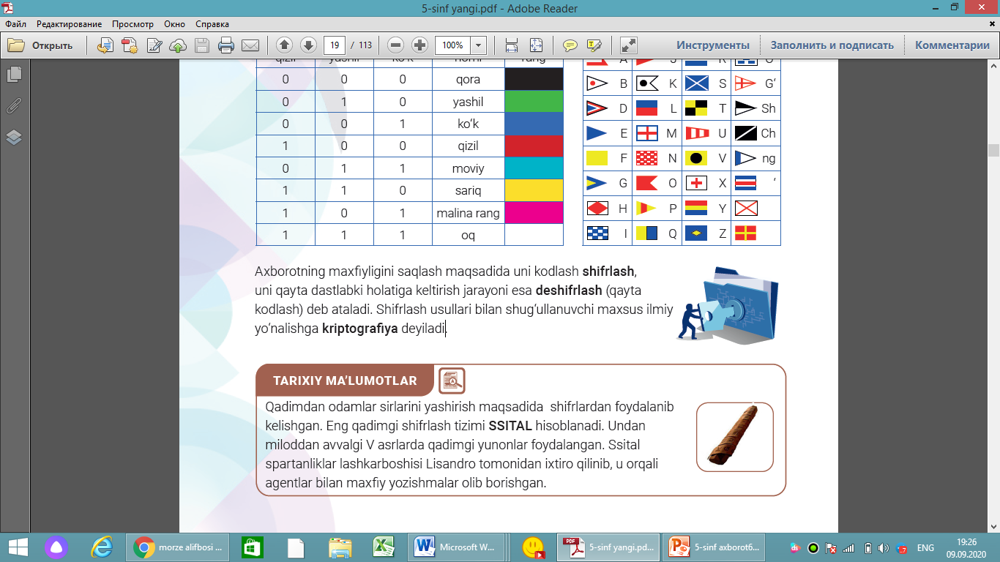 5-sinf yangi.pdf - Adobe Reader
Файл Редактирование Просмотр Окно Справка
Открыть 19 / 113 100% Инструменты Заполнить и подписать Комментарии
qizil yashil ko‘k nomi rang
0 0 0 qora
0 1 0 yashil
0 0 1 ko‘k
1 0 0 qizil
0 1 1 moviy
1 1 0 sariq
1 0 1 malina rang
1 1 1 oq
A J R O‘
B K S G‘
D L T Sh
E M U Ch
F N V ng
G O X ‘
H P Y
I Q Z
Axborotning maxfiyligini saqlash maqsadida uni kodlash shifrlash,
uni qayta dastlabki holatiga keltirish jarayoni esa deshifrlash (qayta
kodlash) deb ataladi. Shifrlash usullari bilan shug‘ullanuvchi maxsus ilmiy
yo‘nalishga kriptografiya deyiladi.
TARIXIY MA’LUMOTLAR
Qadimdan odamlar sirlarini yashirish maqsadida shifrlardan foydalanib
kelishgan. Eng qadimgi shifrlash tizimi SSITAL hisoblanadi. Undan
miloddan avvalgi V asrlarda qadimgi yunonlar foydalangan. Ssital
spartanliklar lashkarboshisi Lisandro tomonidan ixtiro qilinib, u orqali
agentlar bilan maxfiy yozishmalar olib borishgan.
morze alifbosi ... Microsoft W... 5-sinf yangi.pd... 5-sinf axborot6... ENG 19:26
09.09.2020